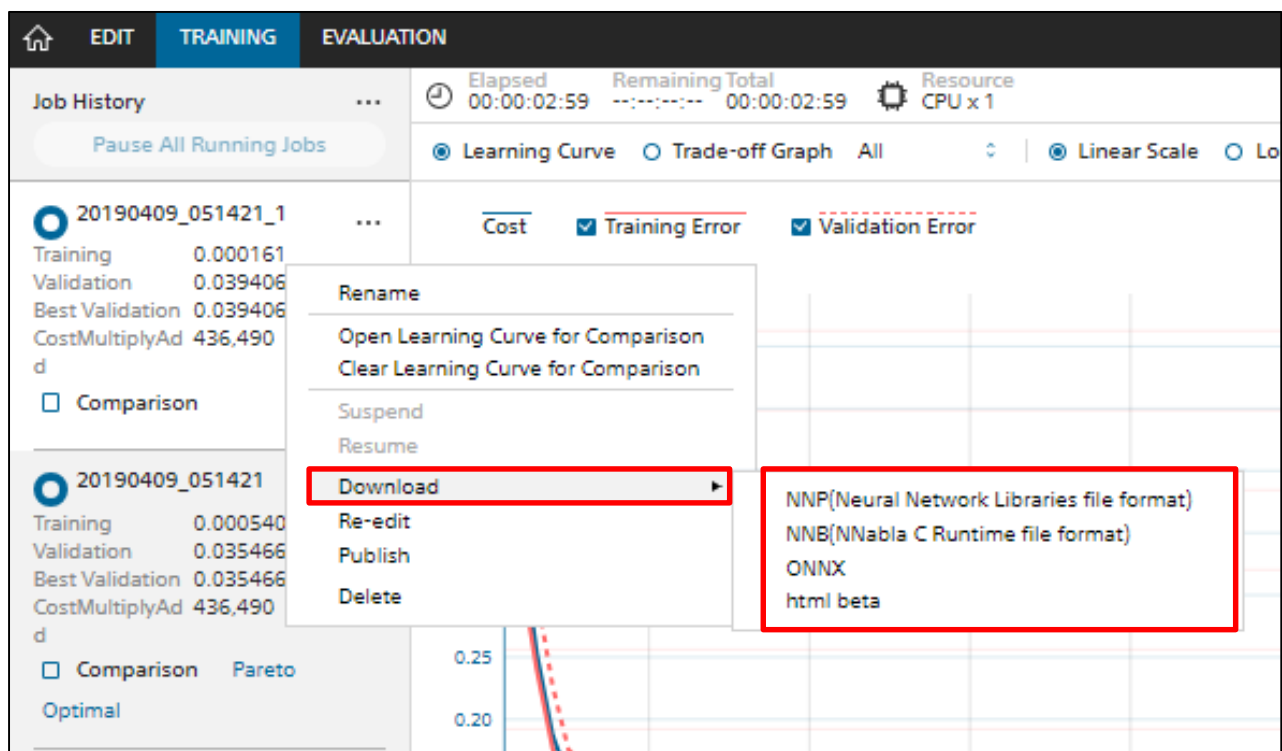 EDIT TRAINING EVALUATION
Job History ...
Pause All Running Jobs
Elapsed Remaining Total Resource
00:00:02:59 --:--:--:-- 00:00:02:59 CPU x 1
Learning Curve Trade-off Graph All Linear Scale Lo
20190409_051421_1 ...
Training 0.000161
Validation 0.039406
Best Validation 0.039406
CostMultiplyAd 436,490
d
Comparison
Cost Training Error Validation Error
Rename
Open Learning Curve for Comparison
Clear Learning Curve for Comparison
Suspend
Resume
Download
Re-edit
Publish
Delete
NNP(Neural Network Libraries file format)
NNB(NNabla C Runtime file format)
ONNX
html beta
20190409_051421
Training 0.000540
Validation 0.035466
Best Validation 0.035466
CostMultiplyAd 436,490
d
Comparison Pareto
Optimal
0.25
0.20